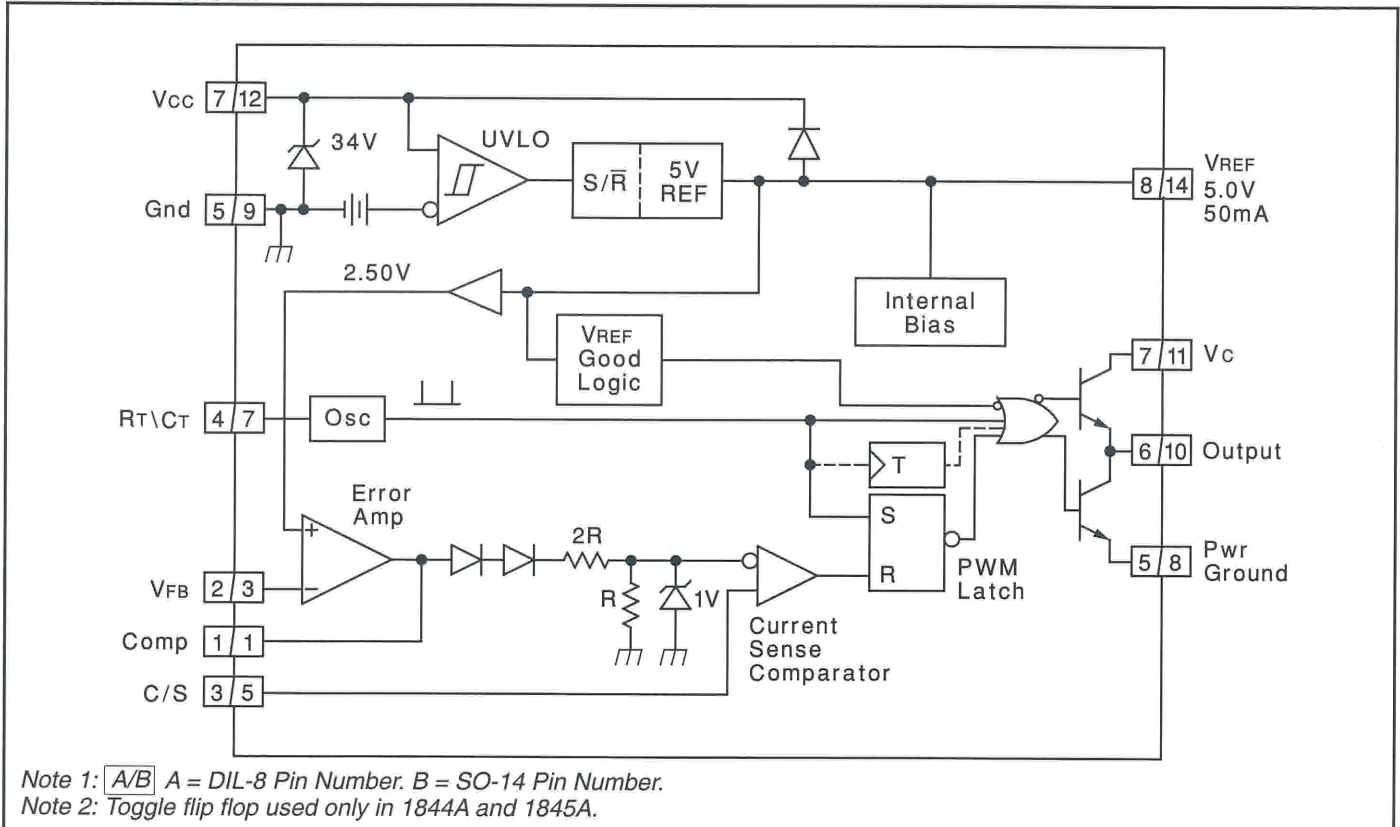 Vcc 7/12
34V
UVLO
S/R̅
5V
REF
8/14 VREF
5.0V
50mA
Gnd 5/9
2.50V
Internal
Bias
VREF
Good
Logic
7/11 Vc
RT\CT 4/7
Osc
T
6/10 Output
Error
Amp
+
−
2R
S
R
R
1V
PWM
Latch
5/8 Pwr
Ground
VFB 2/3
Comp 1/1
Current
Sense
Comparator
C/S 3/5
Note 1: A/B A = DIL-8 Pin Number. B = SO-14 Pin Number.
Note 2: Toggle flip flop used only in 1844A and 1845A.